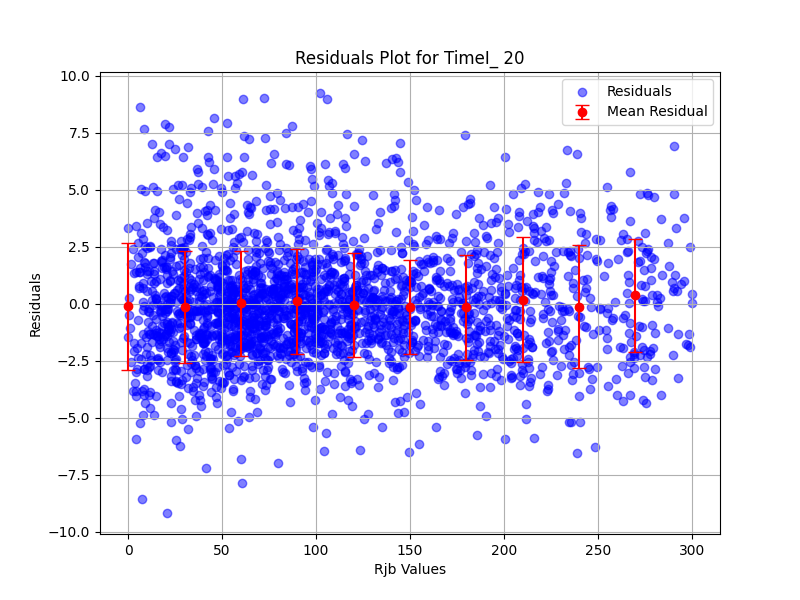 Residuals Plot for TimeI_ 20
Residuals
Mean Residual
10.0
7.5
5.0
2.5
0.0
−2.5
−5.0
−7.5
−10.0
Residuals
0 50 100 150 200 250 300
Rjb Values